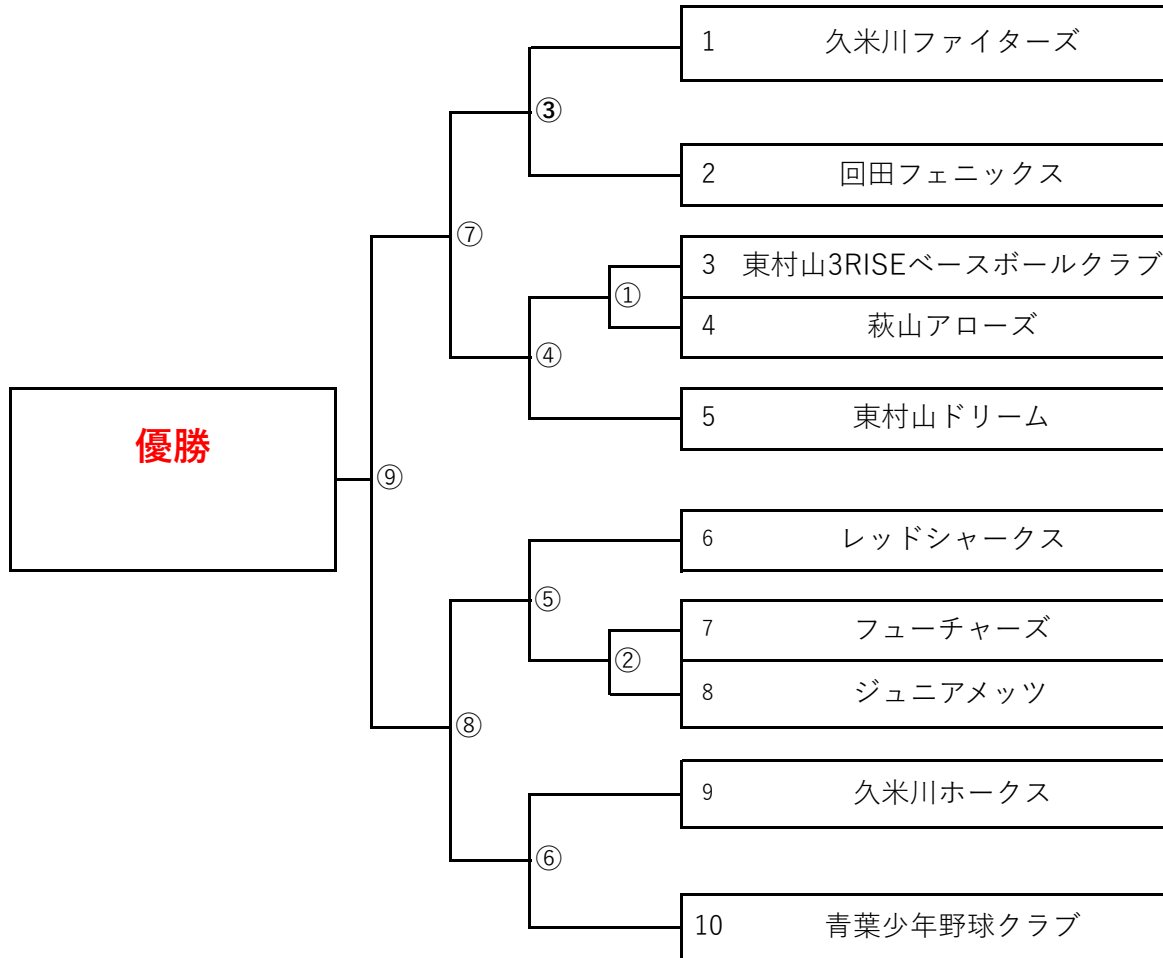 1 久米川ファイターズ
③
2 回田フェニックス
⑦
3 東村山3RISEベースボールクラブ
①
4 萩山アローズ
④
5 東村山ドリーム
優勝
⑨
6 レッドシャークス
⑤
7 フューチャーズ
②
8 ジュニアメッツ
⑧
9 久米川ホークス
⑥
10 青葉少年野球クラブ